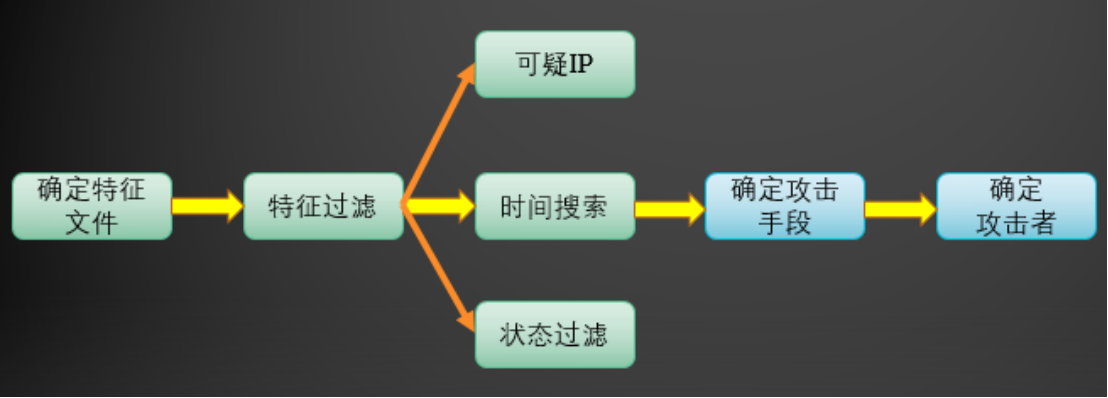 可疑IP
确定特征
文件
特征过滤
时间搜索
确定攻击
手段
确定
攻击者
状态过滤